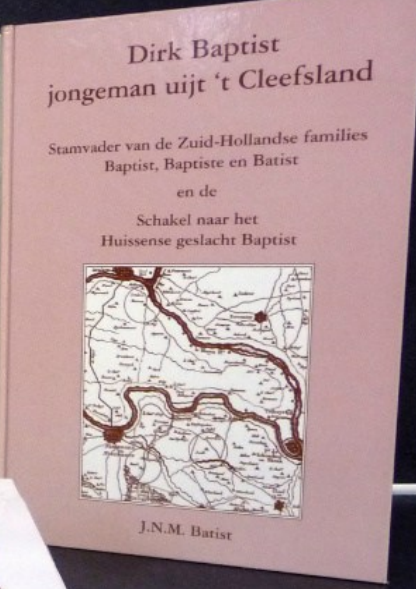 Dirk Baptist
jongeman uijt ‘t Cleefsland
Stamvader van de Zuid-Hollandse families
Baptist, Baptiste en Batist
en de
Schakel naar het
Huissense geslacht Baptist
J.N.M. Batist